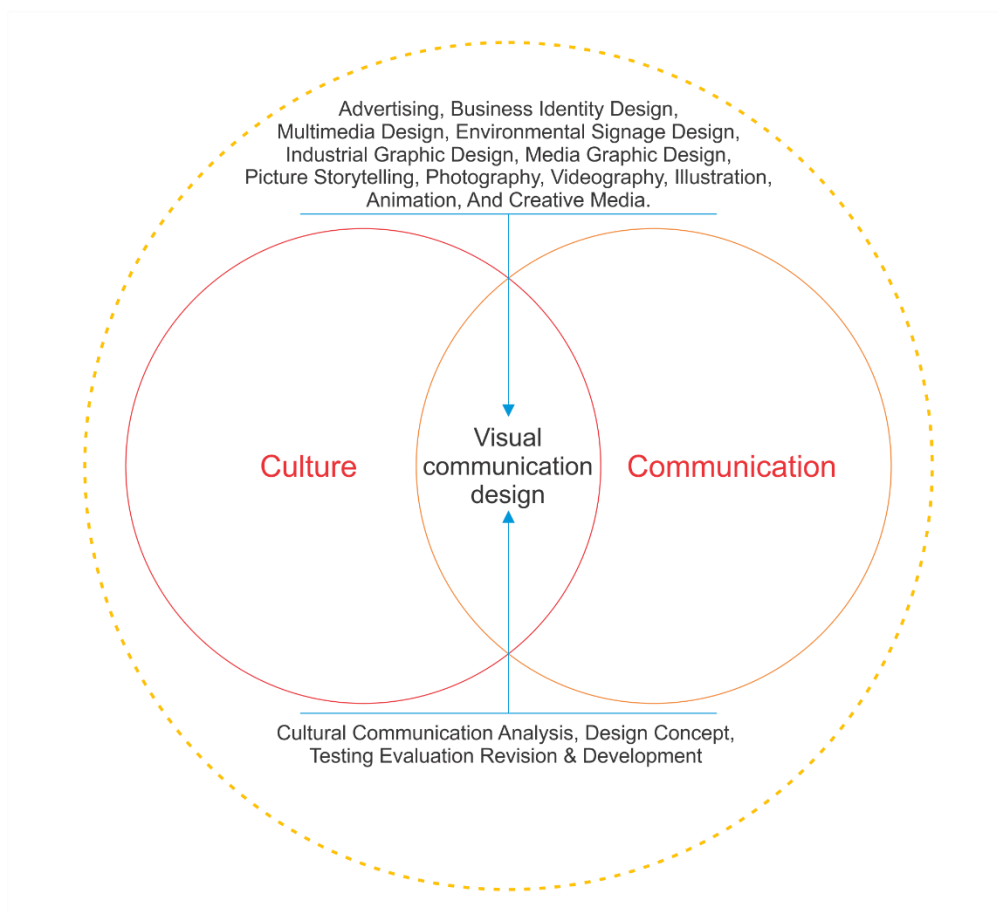 Advertising, Business Identity Design,
Multimedia Design, Environmental Signage Design,
Industrial Graphic Design, Media Graphic Design,
Picture Storytelling, Photography, Videography, Illustration,
Animation, And Creative Media.
Culture
Visual
communication
design
Communication
Cultural Communication Analysis, Design Concept,
Testing Evaluation Revision & Development